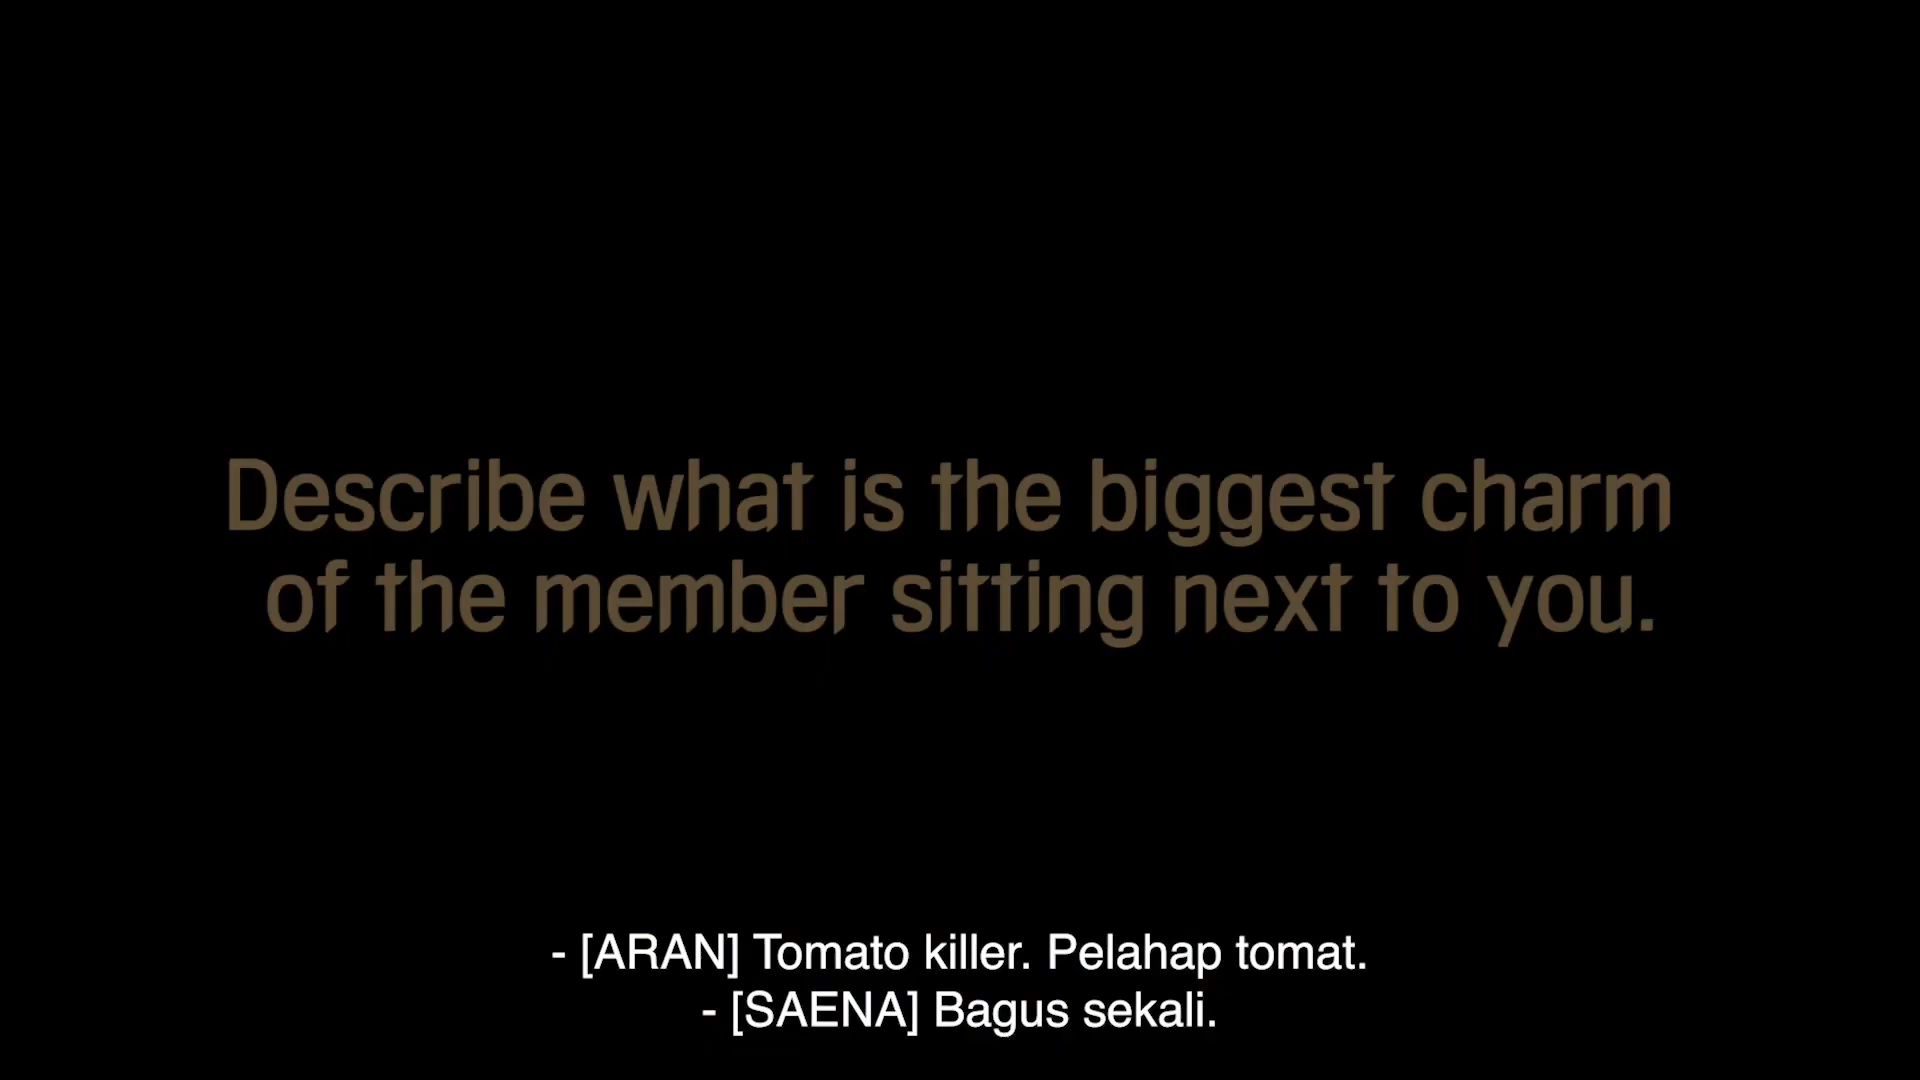 Describe what is the biggest charm
of the member sitting next to you.
- [ARAN] Tomato killer. Pelahap tomat.
- [SAENA] Bagus sekali.